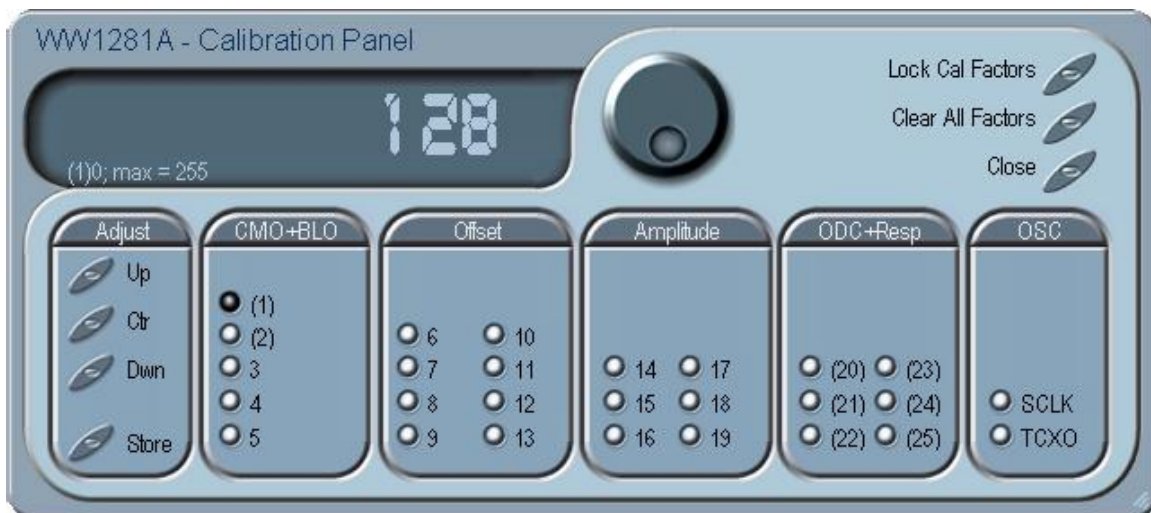 WW1281A - Calibration Panel
128
(1)0; max = 255
Lock Cal Factors
Clear All Factors
Close
Adjust
Up
Ctr
Dwn
Store
CMO+BLO
(1)
(2)
3
4
5
Offset
6 10
7 11
8 12
9 13
Amplitude
14 17
15 18
16 19
ODC+Resp
(20) (23)
(21) (24)
(22) (25)
OSC
SCLK
TCXO